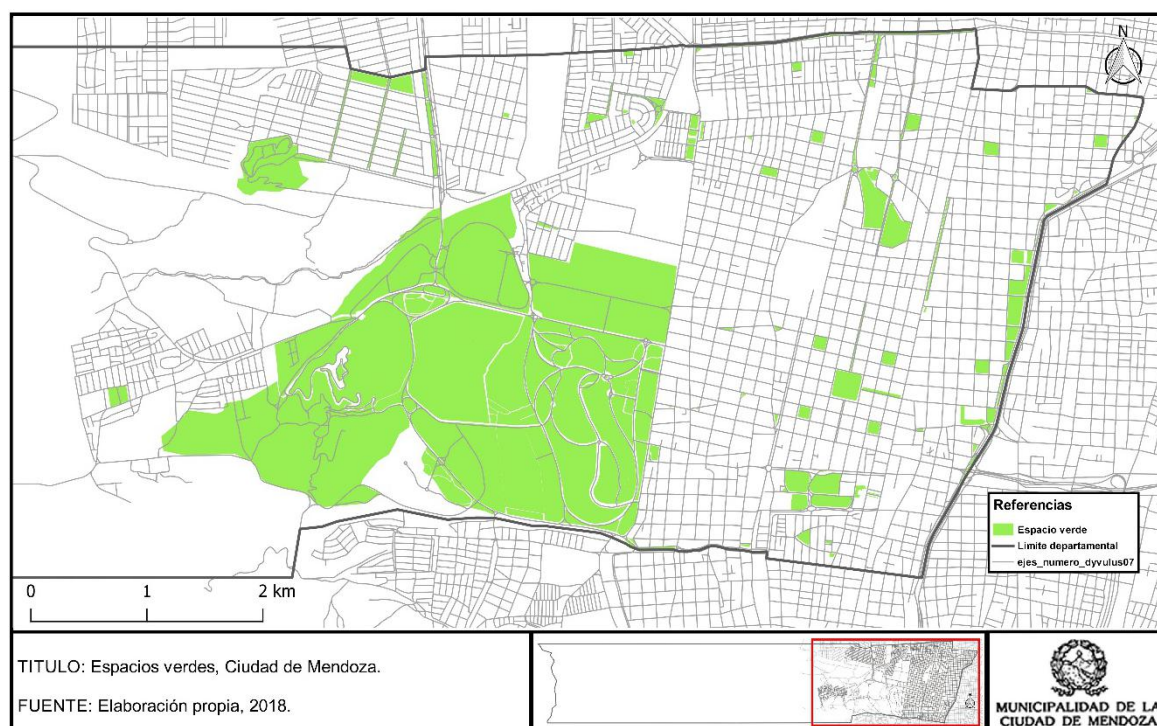 N
Referencias
Espacio verde
Limite departamental
ejes_numero_dyvulus07
0 1 2 km
TITULO: Espacios verdes, Ciudad de Mendoza.
FUENTE: Elaboración propia, 2018.
MUNICIPALIDAD DE LA
CIUDAD DE MENDOZA